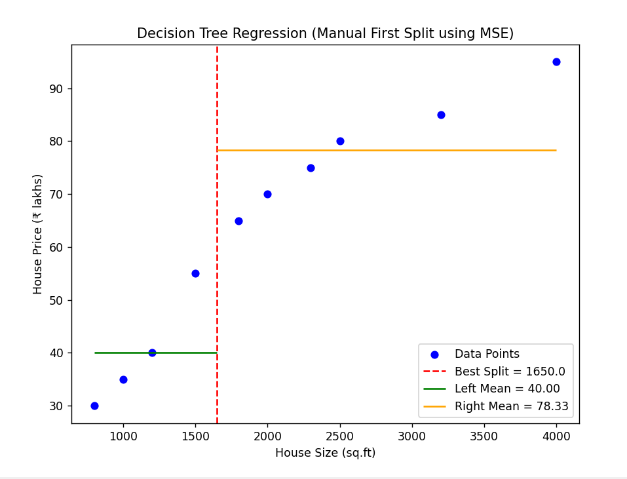 Decision Tree Regression (Manual First Split using MSE)
House Price (₹ lakhs)
90
80
70
60
50
40
30
Data Points
Best Split = 1650.0
Left Mean = 40.00
Right Mean = 78.33
1000 1500 2000 2500 3000 3500 4000
House Size (sq.ft)